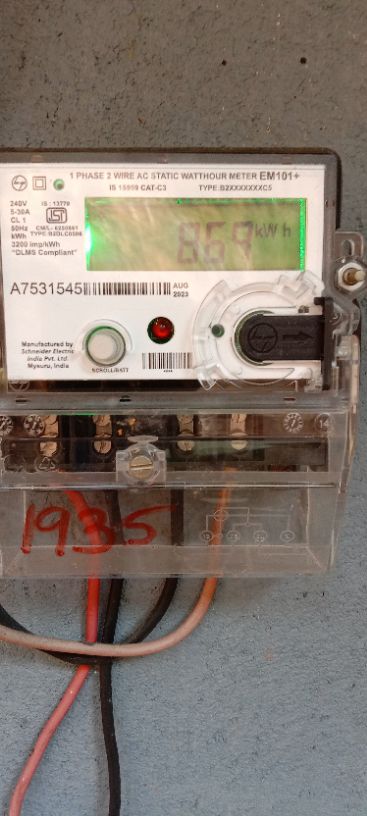 1 PHASE 2 WIRE AC STATIC WATTHOUR METER EM101+
IS 15959 CAT-C3 TYPE:B2XXXXXXXC5
240V
5-30A
CL 1
50Hz
kWh
IS : 13779
ISI
3200 imp/kWh
"DLMS Compliant"
869 kWh
A7531545
AUG
2023
Manufactured by
Schneider Electric
India Pvt. Ltd.
Mysuru, India
SCROLL/BATT
1935